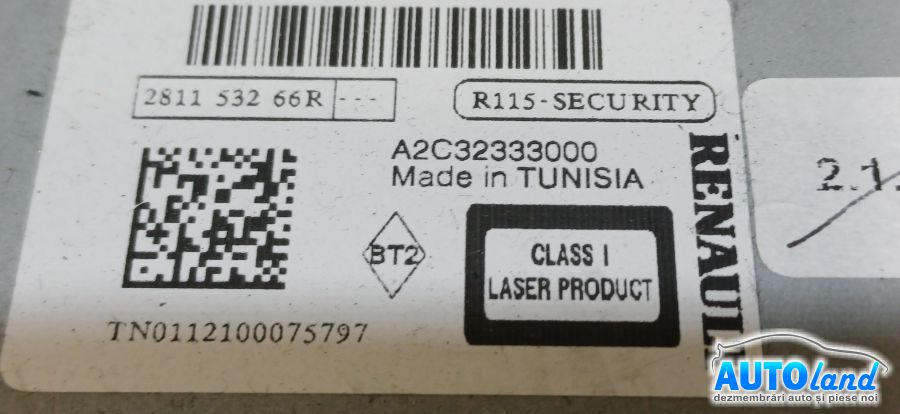 2811 532 66R ---
R115-SECURITY
A2C32333000
Made in TUNISIA
BT2
CLASS I
LASER PRODUCT
TN0112100075797
RENAULT
AUTOland
dezmembrări auto și piese noi